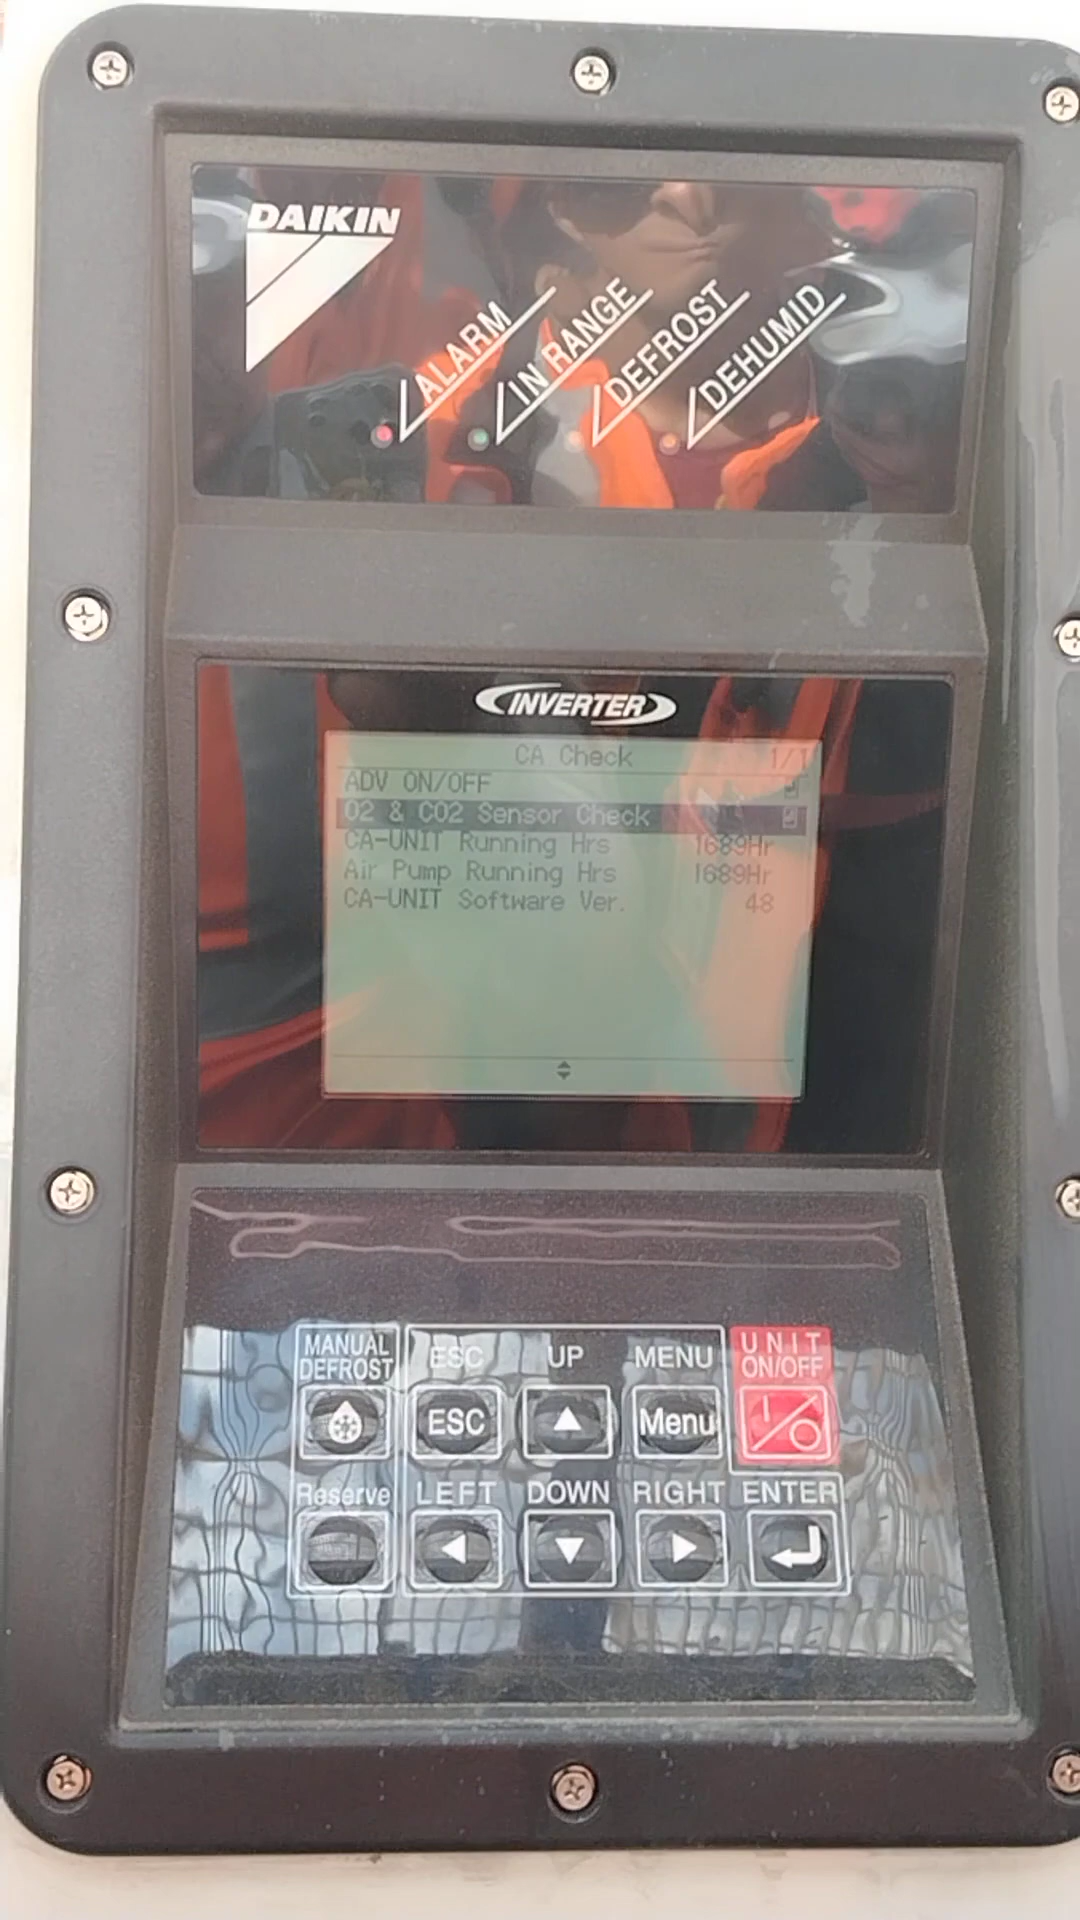 DAIKIN
ALARM
IN RANGE
DEFROST
DEHUMID
INVERTER
CA Check 1/1
ADV ON/OFF
O2 & CO2 Sensor Check
CA-UNIT Running Hrs 1689Hr
Air Pump Running Hrs 1689Hr
CA-UNIT Software Ver. 48
MANUAL DEFROST
ESC
UP
MENU
UNIT ON/OFF
ESC
Menu
Reserve
LEFT
DOWN
RIGHT
ENTER